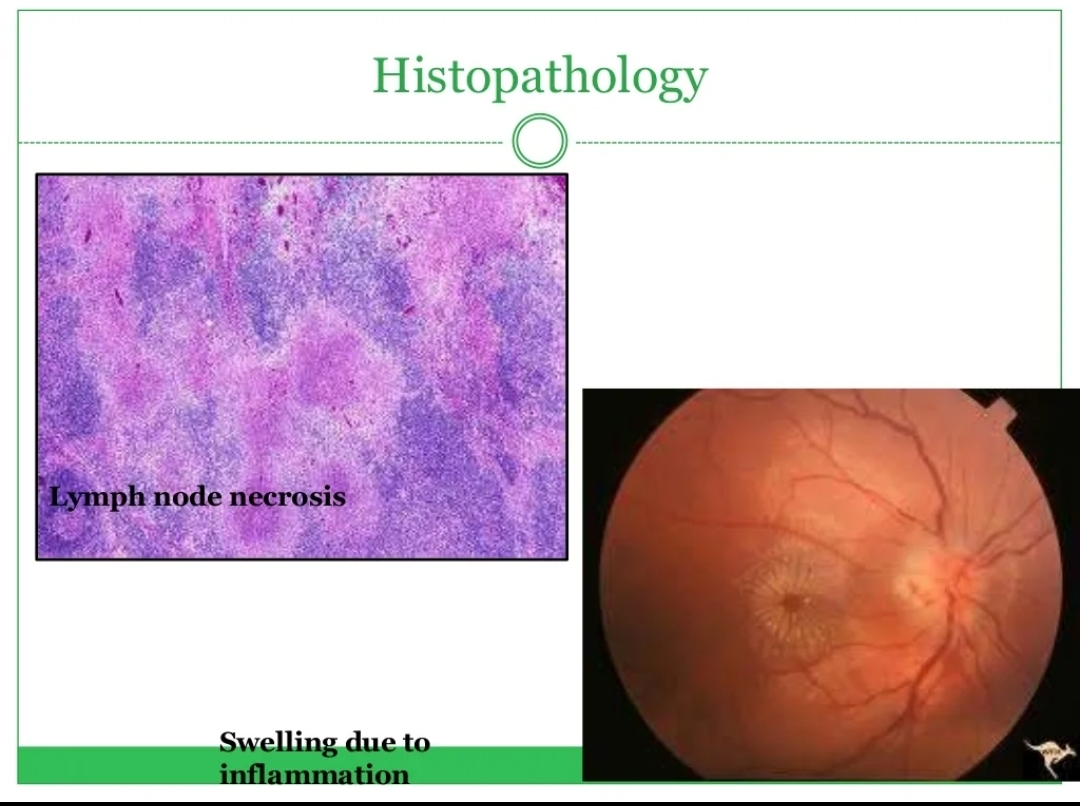 Histopathology
Lymph node necrosis
Swelling due to
inflammation